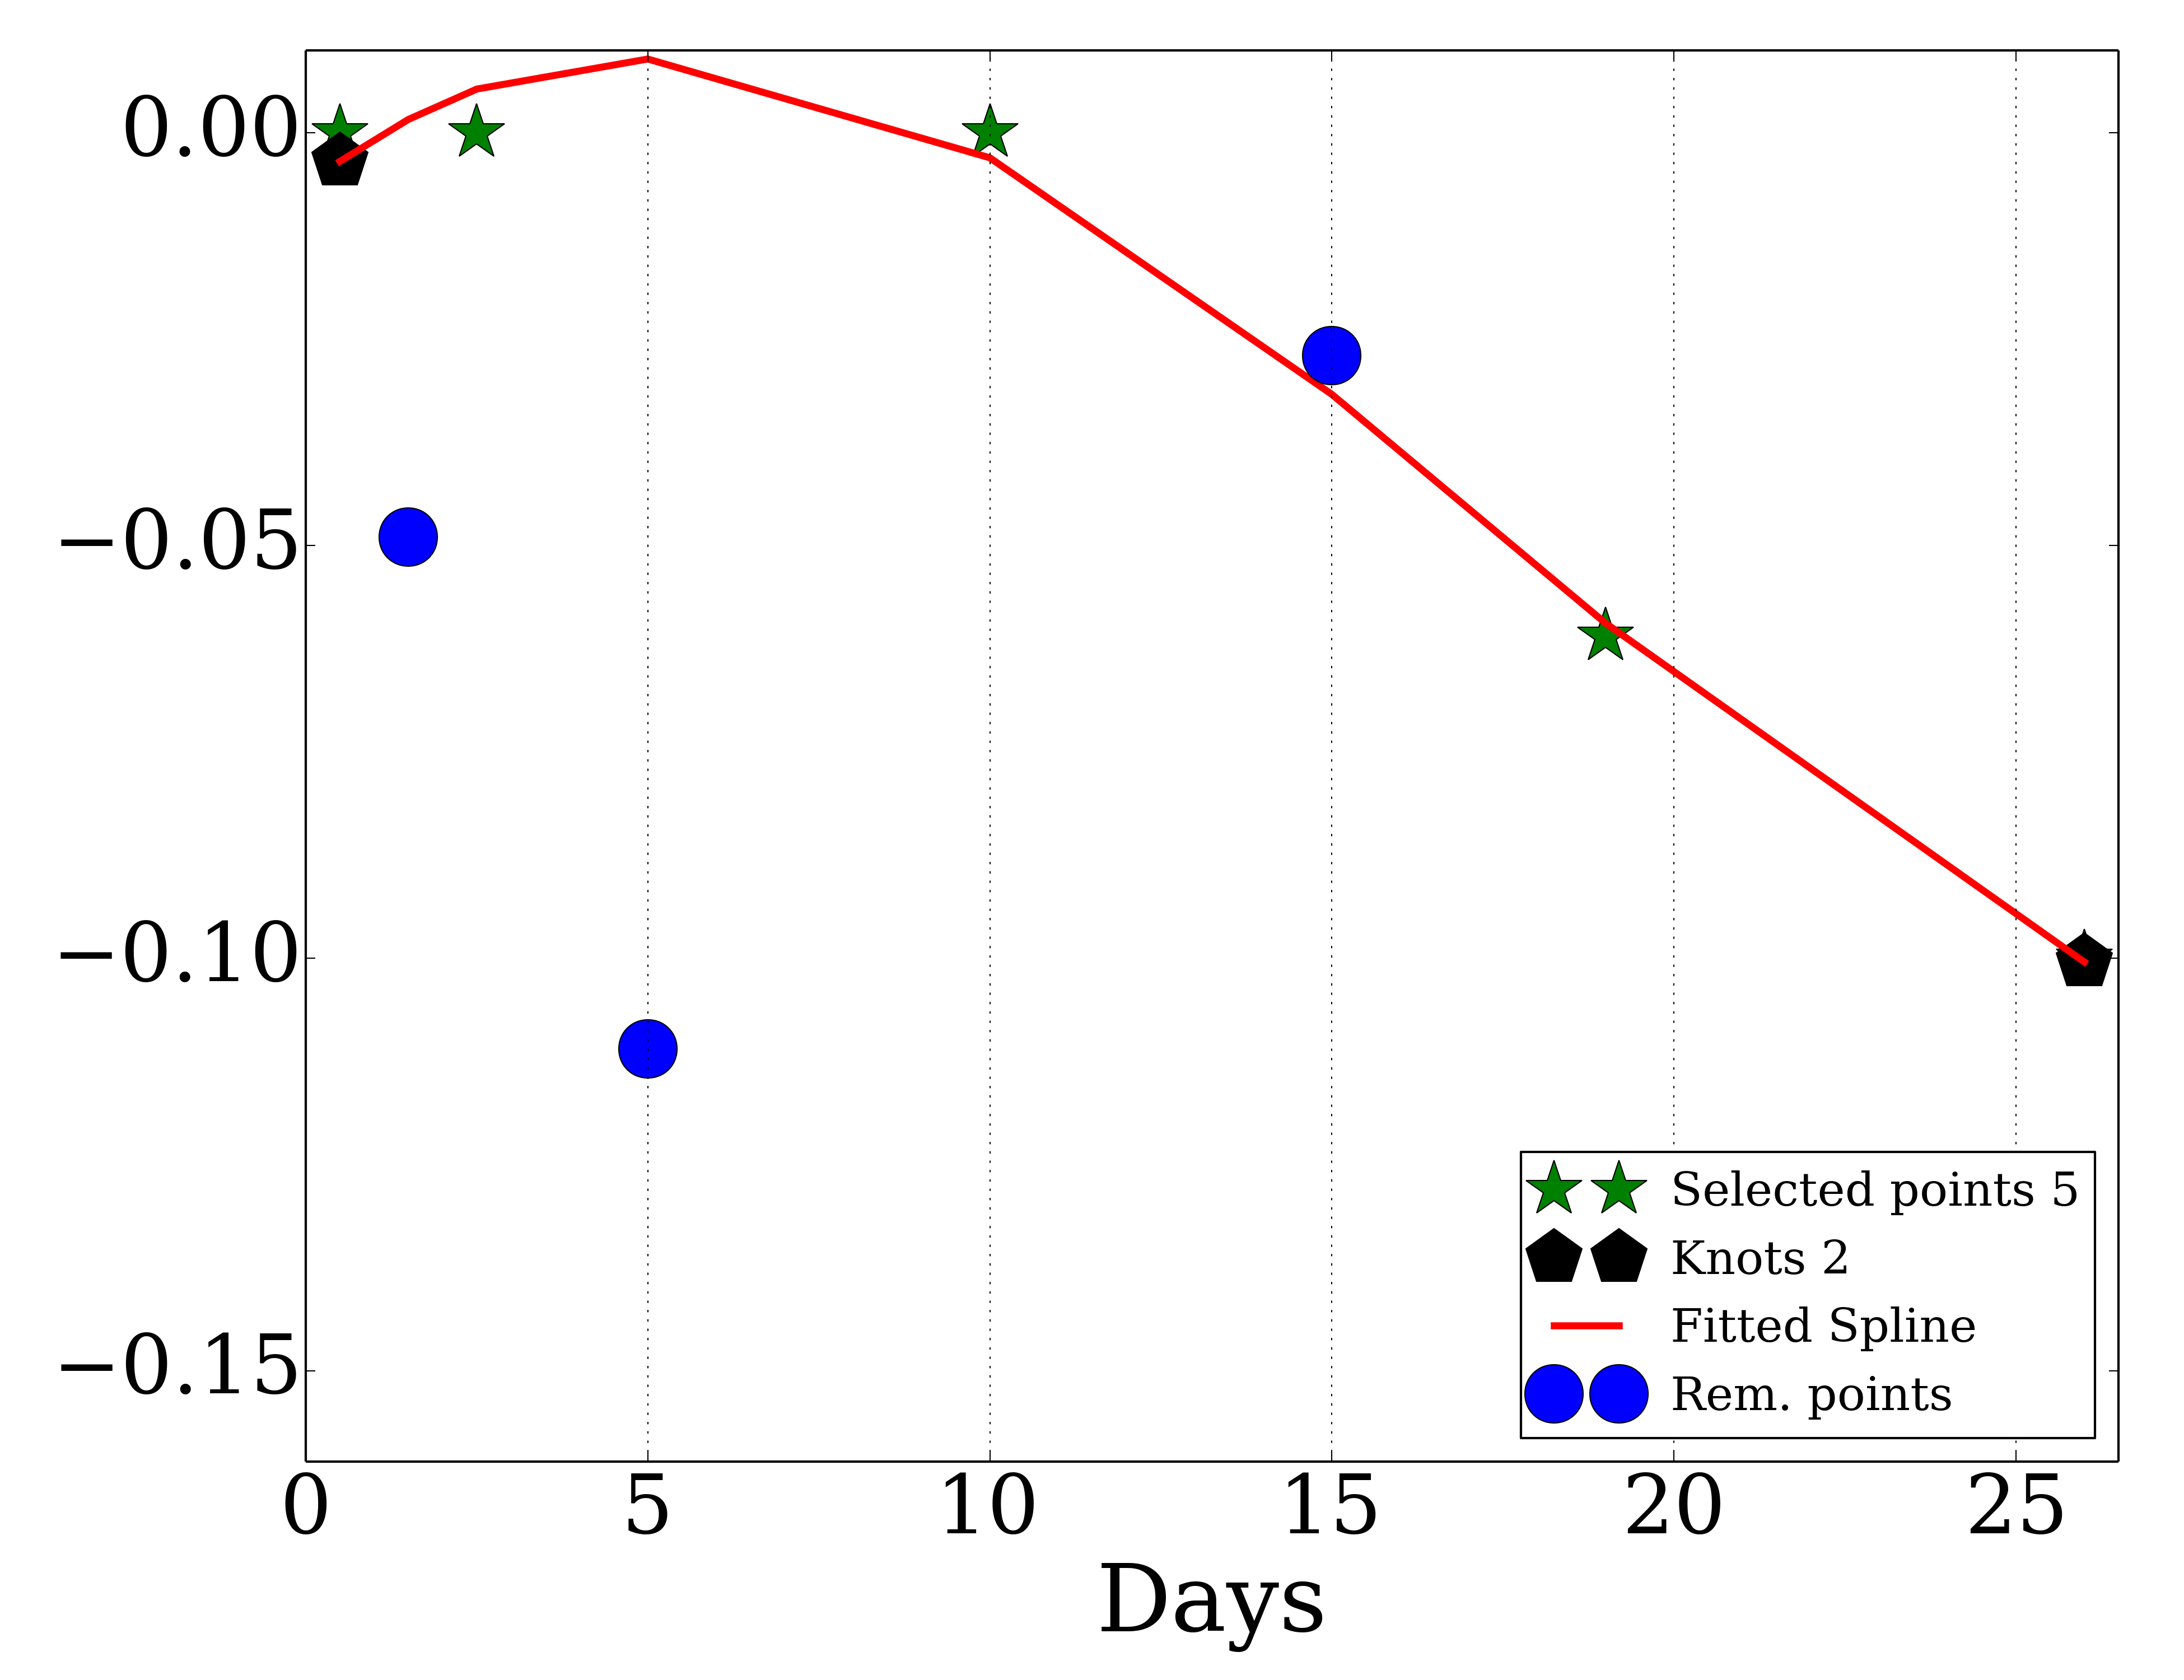 0.00
−0.05
−0.10
−0.15
0 5 10 15 20 25
Days
Selected points 5
Knots 2
Fitted Spline
Rem. points